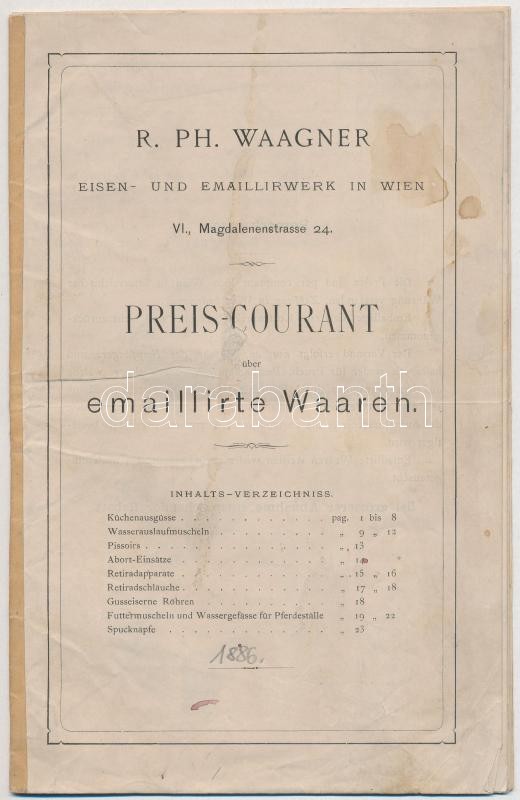 R. PH. WAAGNER
EISEN- UND EMAILLIRWERK IN WIEN
VI., Magdalenenstrasse 24.
PREIS-COURANT
über
emaillirte Waaren.
darabanth
INHALTS-VERZEICHNISS.
Küchenausgüsse . . . . . . . . . . . . pag. 1 bis 8
Wasserauslaufmuscheln . . . . . . . . . „ 9 „ 12
Pissoirs . . . . . . . . . . . . . . „ 13
Abort-Einsätze . . . . . . . . . . . . „ 14
Retiradapparate . . . . . . . . . . . . „ 15 „ 16
Retiradschläuche . . . . . . . . . . . „ 17 „ 18
Gusseiserne Röhren . . . . . . . . . . „ 18
Futtermuscheln und Wassergefässe für Pferdeställe „ 19 „ 22
Spucknäpfe . . . . . . . . . . . . . „ 23
1886.